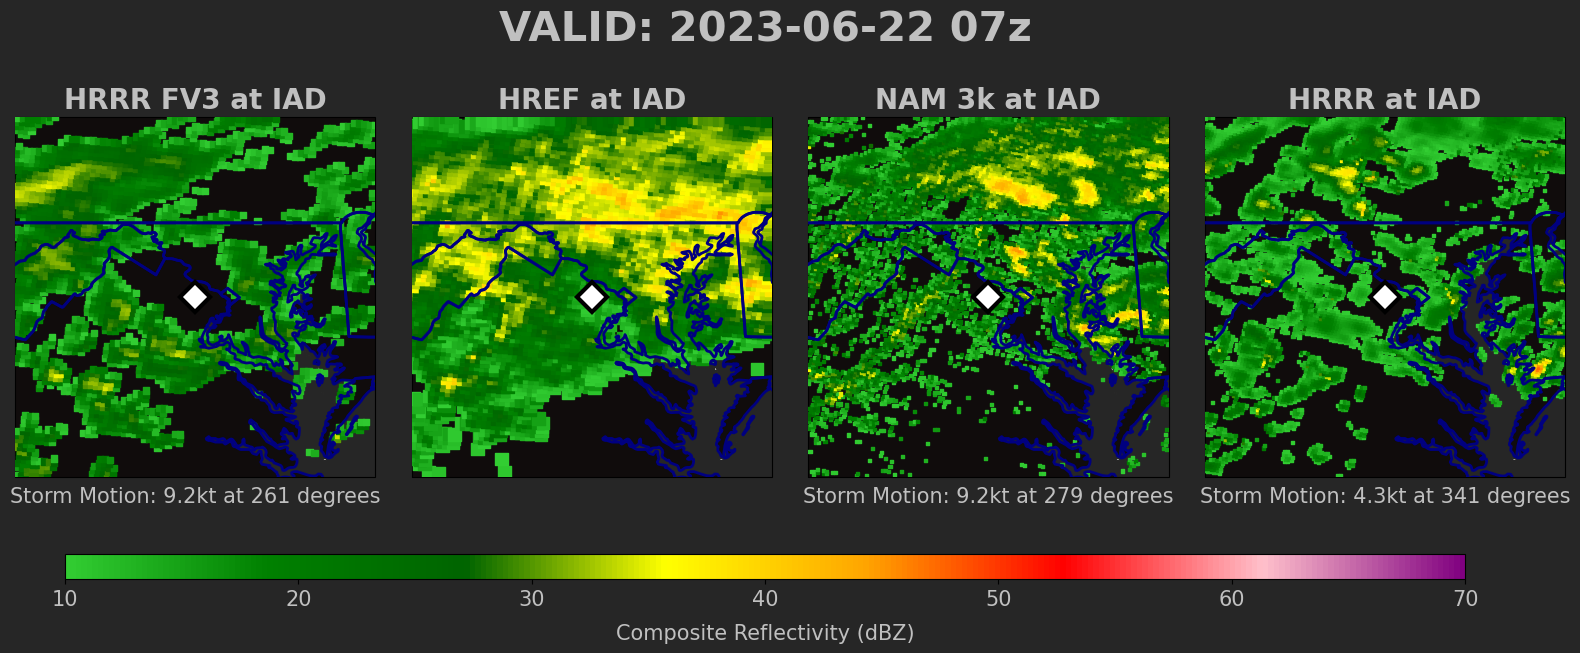 VALID: 2023-06-22 07z
HRRR FV3 at IAD
HREF at IAD
NAM 3k at IAD
HRRR at IAD
Storm Motion: 9.2kt at 261 degrees
Storm Motion: 9.2kt at 279 degrees
Storm Motion: 4.3kt at 341 degrees
10 20 30 40 50 60 70
Composite Reflectivity (dBZ)